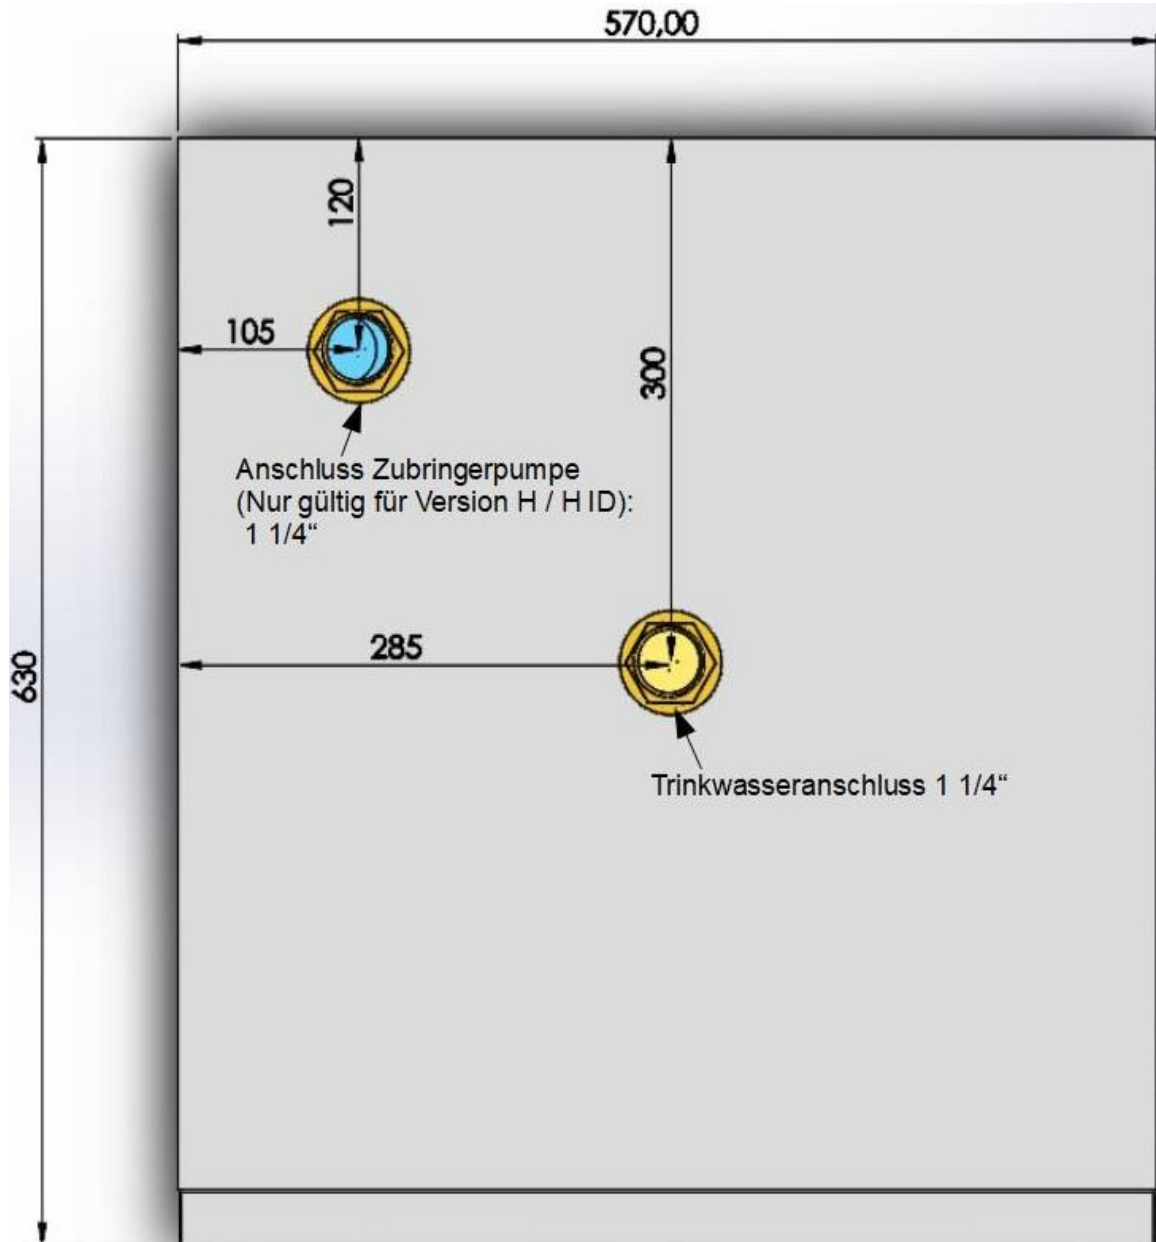 570,00
120
105
300
Anschluss Zubringerpumpe
(Nur gültig für Version H / H ID):
1 1/4“
285
630
Trinkwasseranschluss 1 1/4“